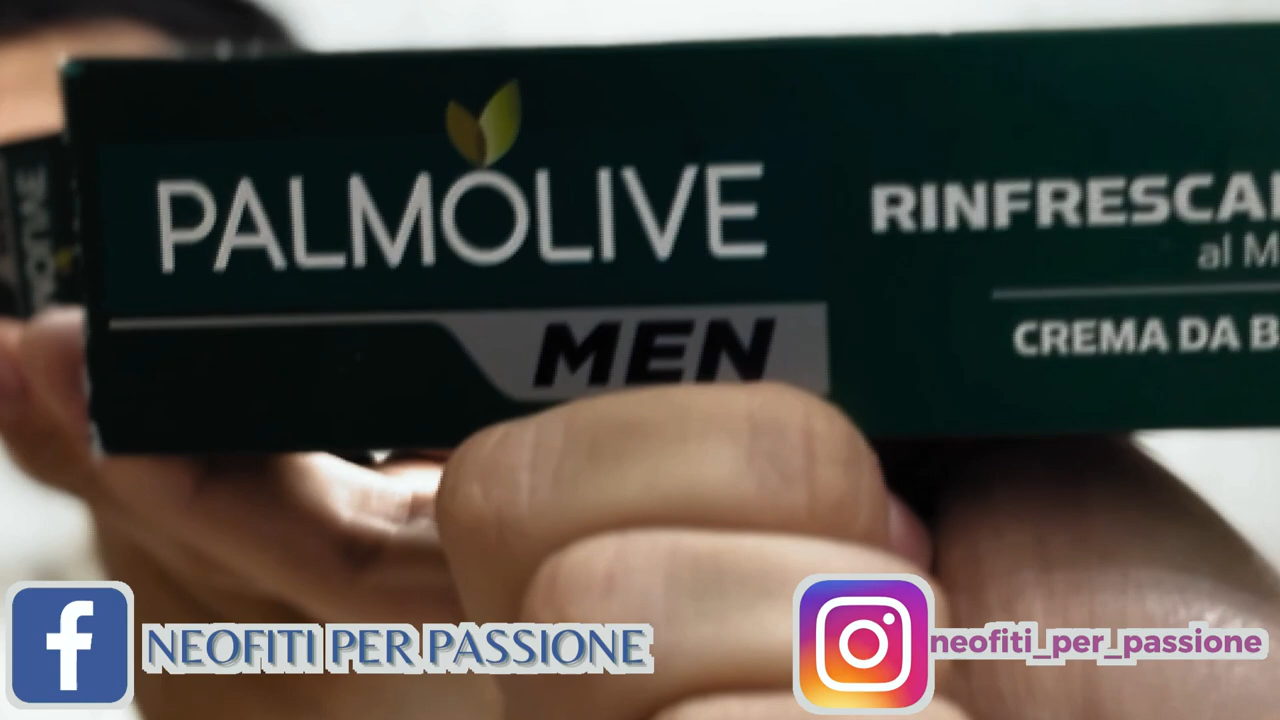 PALMOLIVE
MEN
RINFRESCA
al M
CREMA DA B
NEOFITI PER PASSIONE
neofiti_per_passione